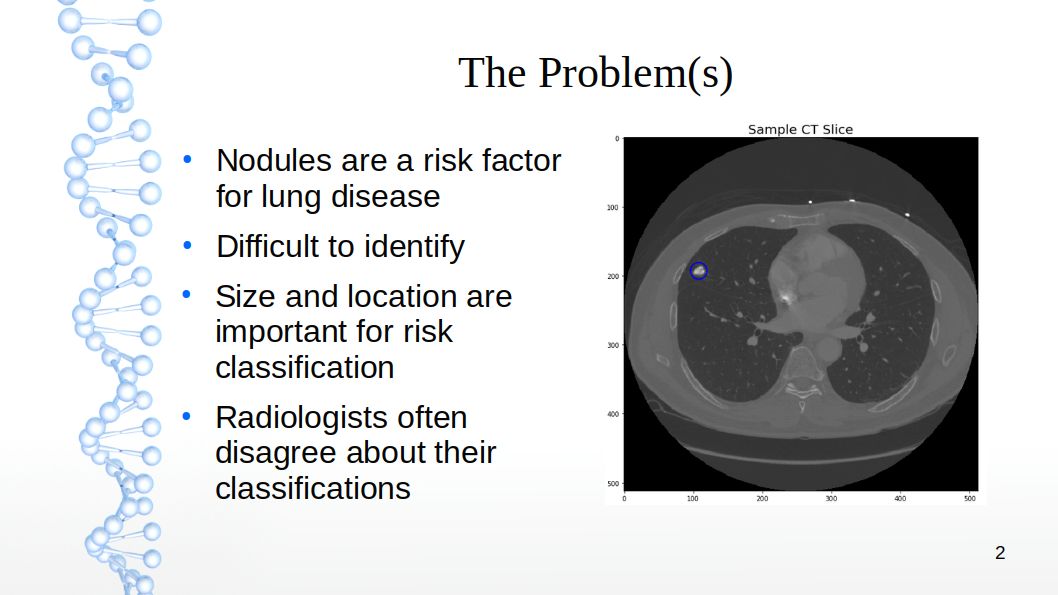 The Problem(s)
• Nodules are a risk factor
for lung disease
• Difficult to identify
• Size and location are
important for risk
classification
• Radiologists often
disagree about their
classifications
Sample CT Slice
0
100
200
300
400
500
0 100 200 300 400 500
2